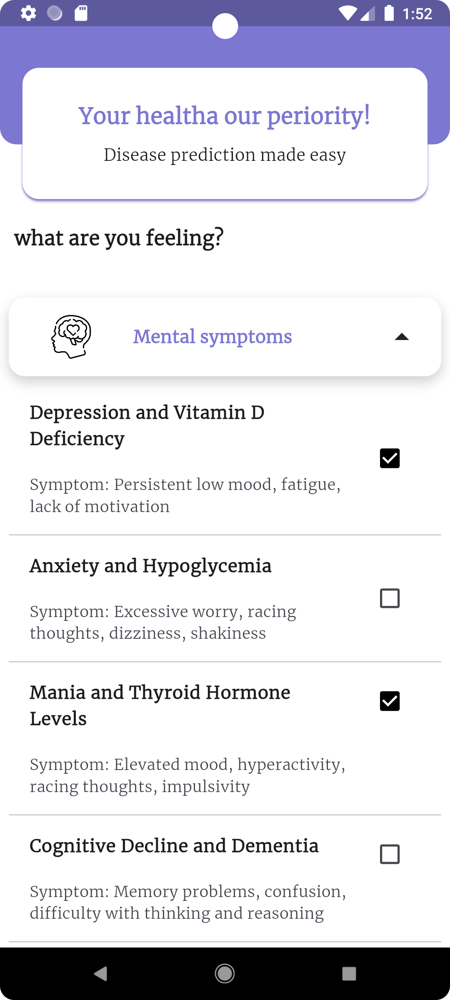 1:52
Your healtha our periority!
Disease prediction made easy
what are you feeling?
Mental symptoms
Depression and Vitamin D
Deficiency
Symptom: Persistent low mood, fatigue,
lack of motivation
Anxiety and Hypoglycemia
Symptom: Excessive worry, racing
thoughts, dizziness, shakiness
Mania and Thyroid Hormone
Levels
Symptom: Elevated mood, hyperactivity,
racing thoughts, impulsivity
Cognitive Decline and Dementia
Symptom: Memory problems, confusion,
difficulty with thinking and reasoning